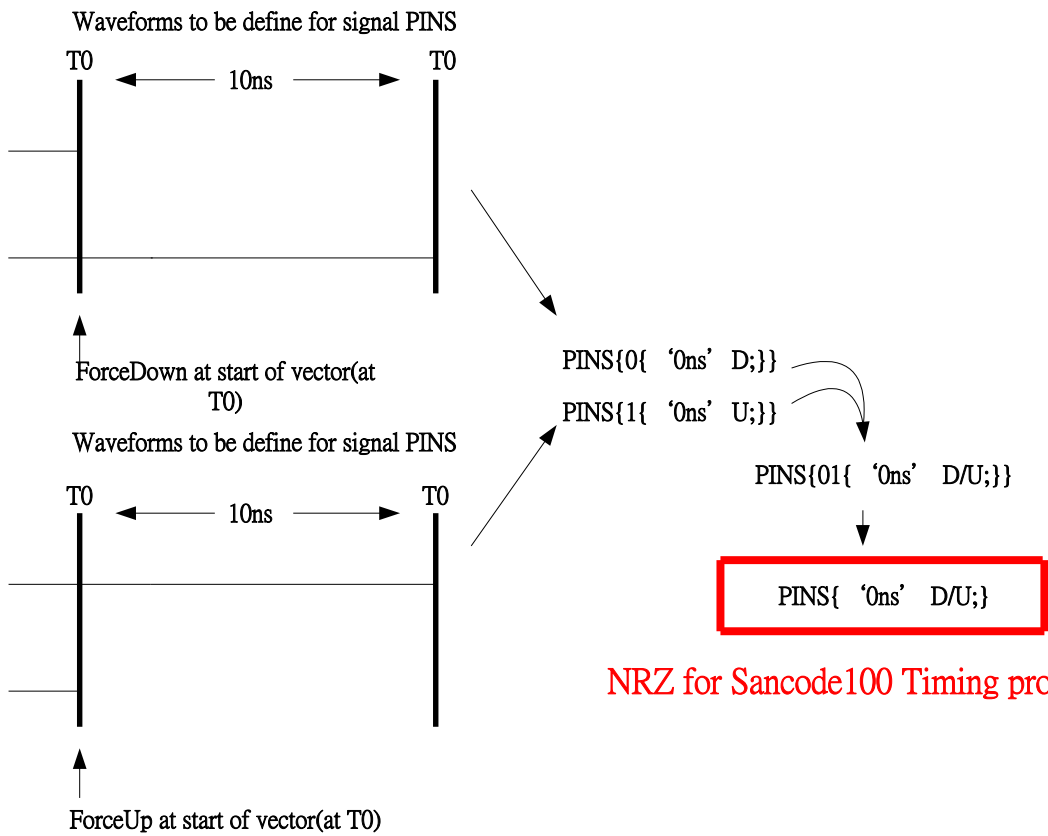 Waveforms to be define for signal PINS
T0 T0
10ns
ForceDown at start of vector(at
T0)
Waveforms to be define for signal PINS
T0 T0
10ns
ForceUp at start of vector(at T0)
PINS{0{ ‘0ns’ D;}}
PINS{1{ ‘0ns’ U;}}
PINS{01{ ‘0ns’ D/U;}}
PINS{ ‘0ns’ D/U;}
NRZ for Sancode100 Timing pro